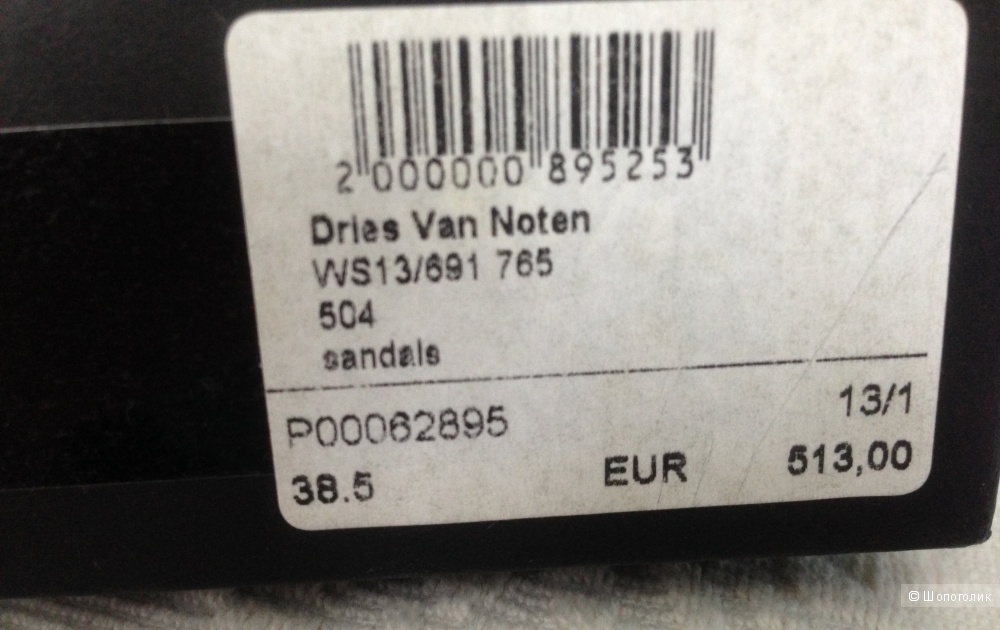 2 000000 895253
Dries Van Noten
WS13/691 765
504
sandals
P00062895
13/1
38.5 EUR 513,00
© Шопоголик